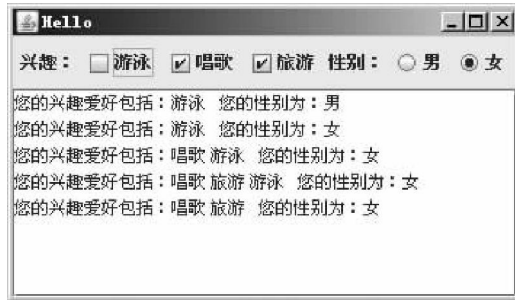 Hello
兴趣： 游泳 唱歌 旅游 性别： 男 女
您的兴趣爱好包括：游泳 您的性别为：男
您的兴趣爱好包括：游泳 您的性别为：女
您的兴趣爱好包括：唱歌 游泳 您的性别为：女
您的兴趣爱好包括：唱歌 旅游 游泳 您的性别为：女
您的兴趣爱好包括：唱歌 旅游 您的性别为：女